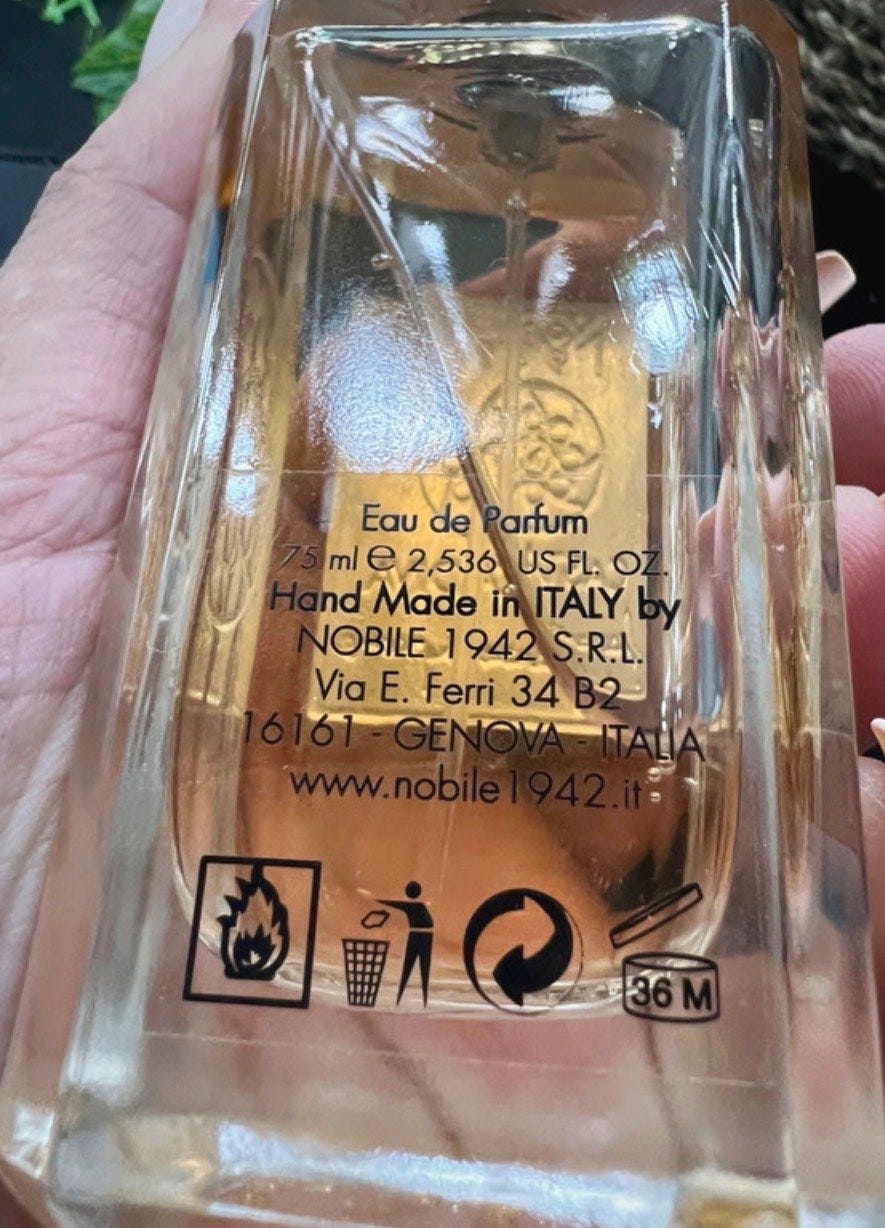 Eau de Parfum
75 ml ℮ 2,536 US FL. OZ.
Hand Made in ITALY by
NOBILE 1942 S.R.L.
Via E. Ferri 34 B2
16161 - GENOVA - ITALIA
www.nobile1942.it
36 M